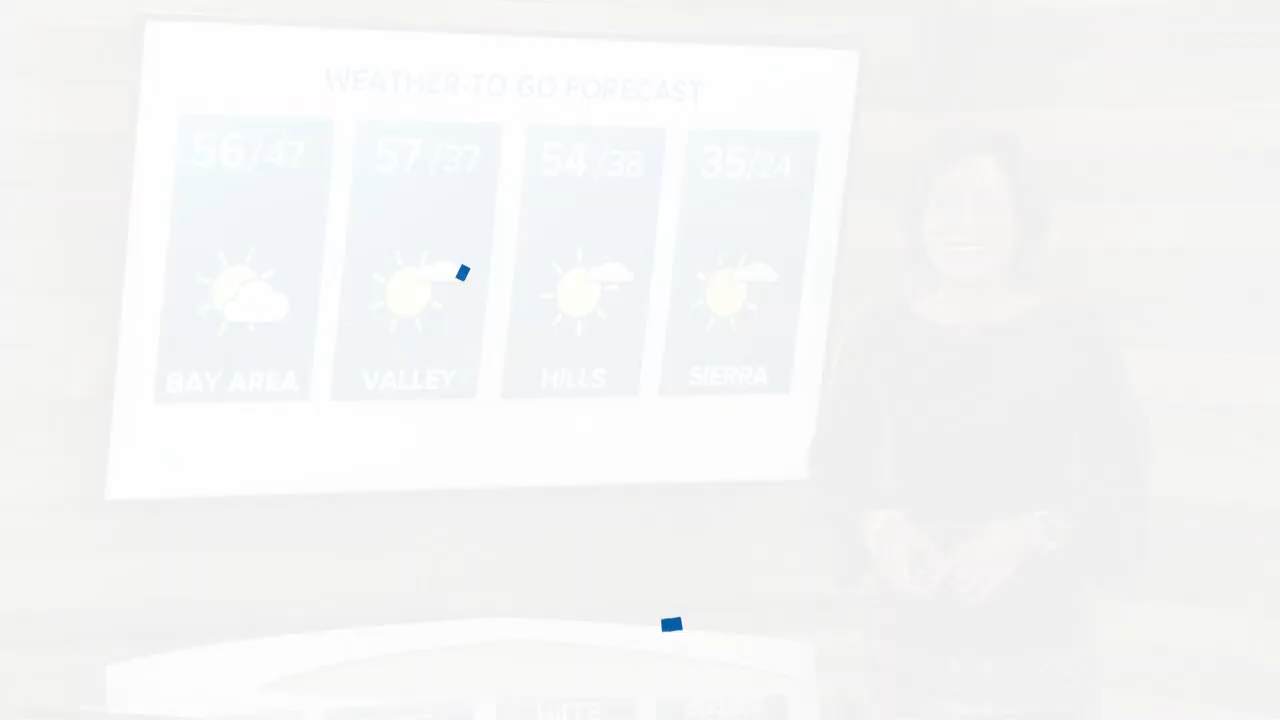 WEATHER-TO GO FORECAST
56/47 57/37 54/38 35/24
BAY AREA VALLEY HILLS SIERRA